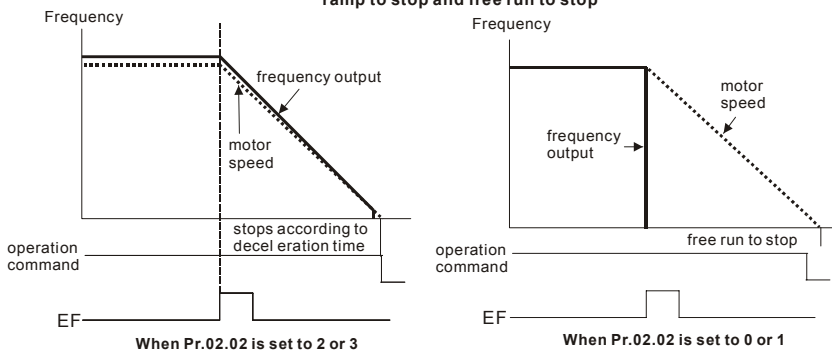 ramp to stop and free run to stop
Frequency
frequency output
motor
speed
stops according to
decel eration time
operation
command
EF
When Pr.02.02 is set to 2 or 3
Frequency
motor
speed
frequency
output
free run to stop
operation
command
EF
When Pr.02.02 is set to 0 or 1